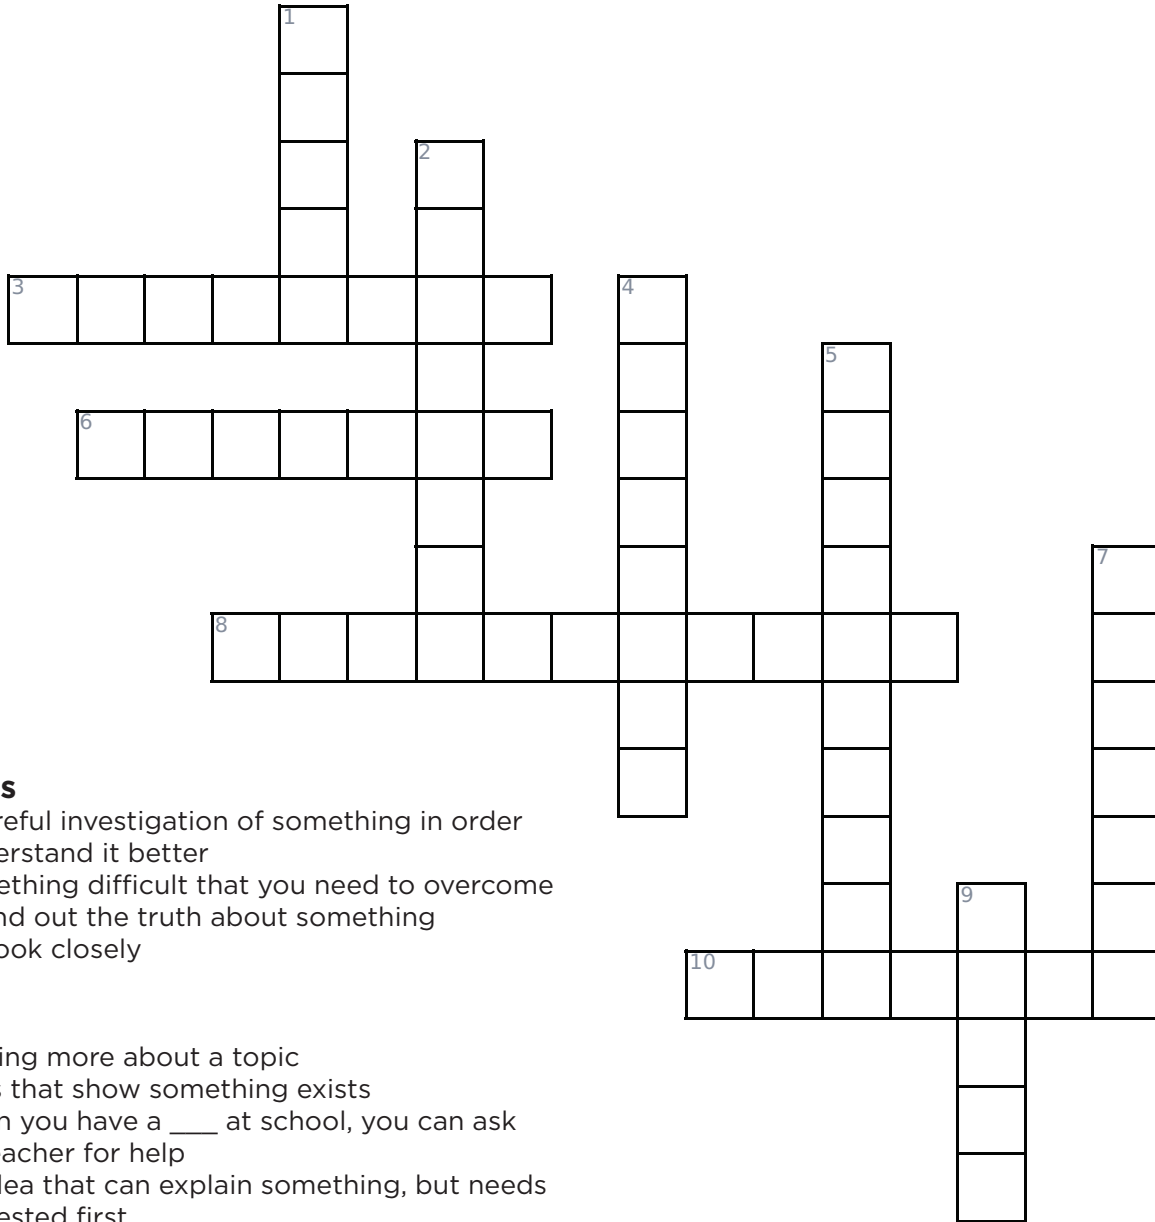 1
2
3
4
5
6
7
8
s
reful investigation of something in order
erstand it better
ething difficult that you need to overcome
nd out the truth about something
ook closely
9
10
ing more about a topic
s that show something exists
n you have a ___ at school, you can ask
eacher for help
dea that can explain something, but needs
ested first